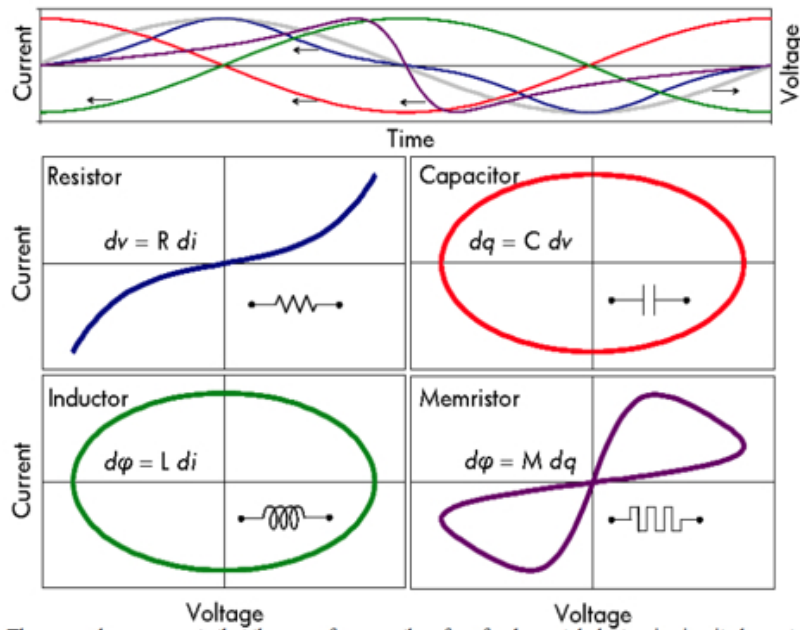 Current
Voltage
Time
Resistor
Capacitor
Current
dv = R di
dq = C dv
Inductor
Memristor
Current
dφ = L di
dφ = M dq
Voltage
Voltage